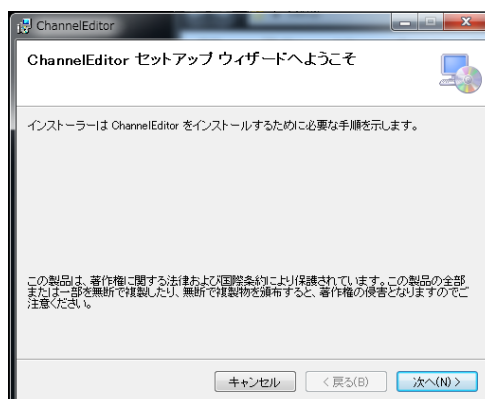 ChannelEditor
ChannelEditor セットアップ ウィザードへようこそ
インストーラーは ChannelEditor をインストールするために必要な手順を示します。
この製品は、著作権に関する法律および国際条約により保護されています。この製品の全部
または一部を無断で複製したり、無断で複製物を頒布すると、著作権の侵害となりますのでご
注意ください。
キャンセル
< 戻る(B)
次へ(N) >